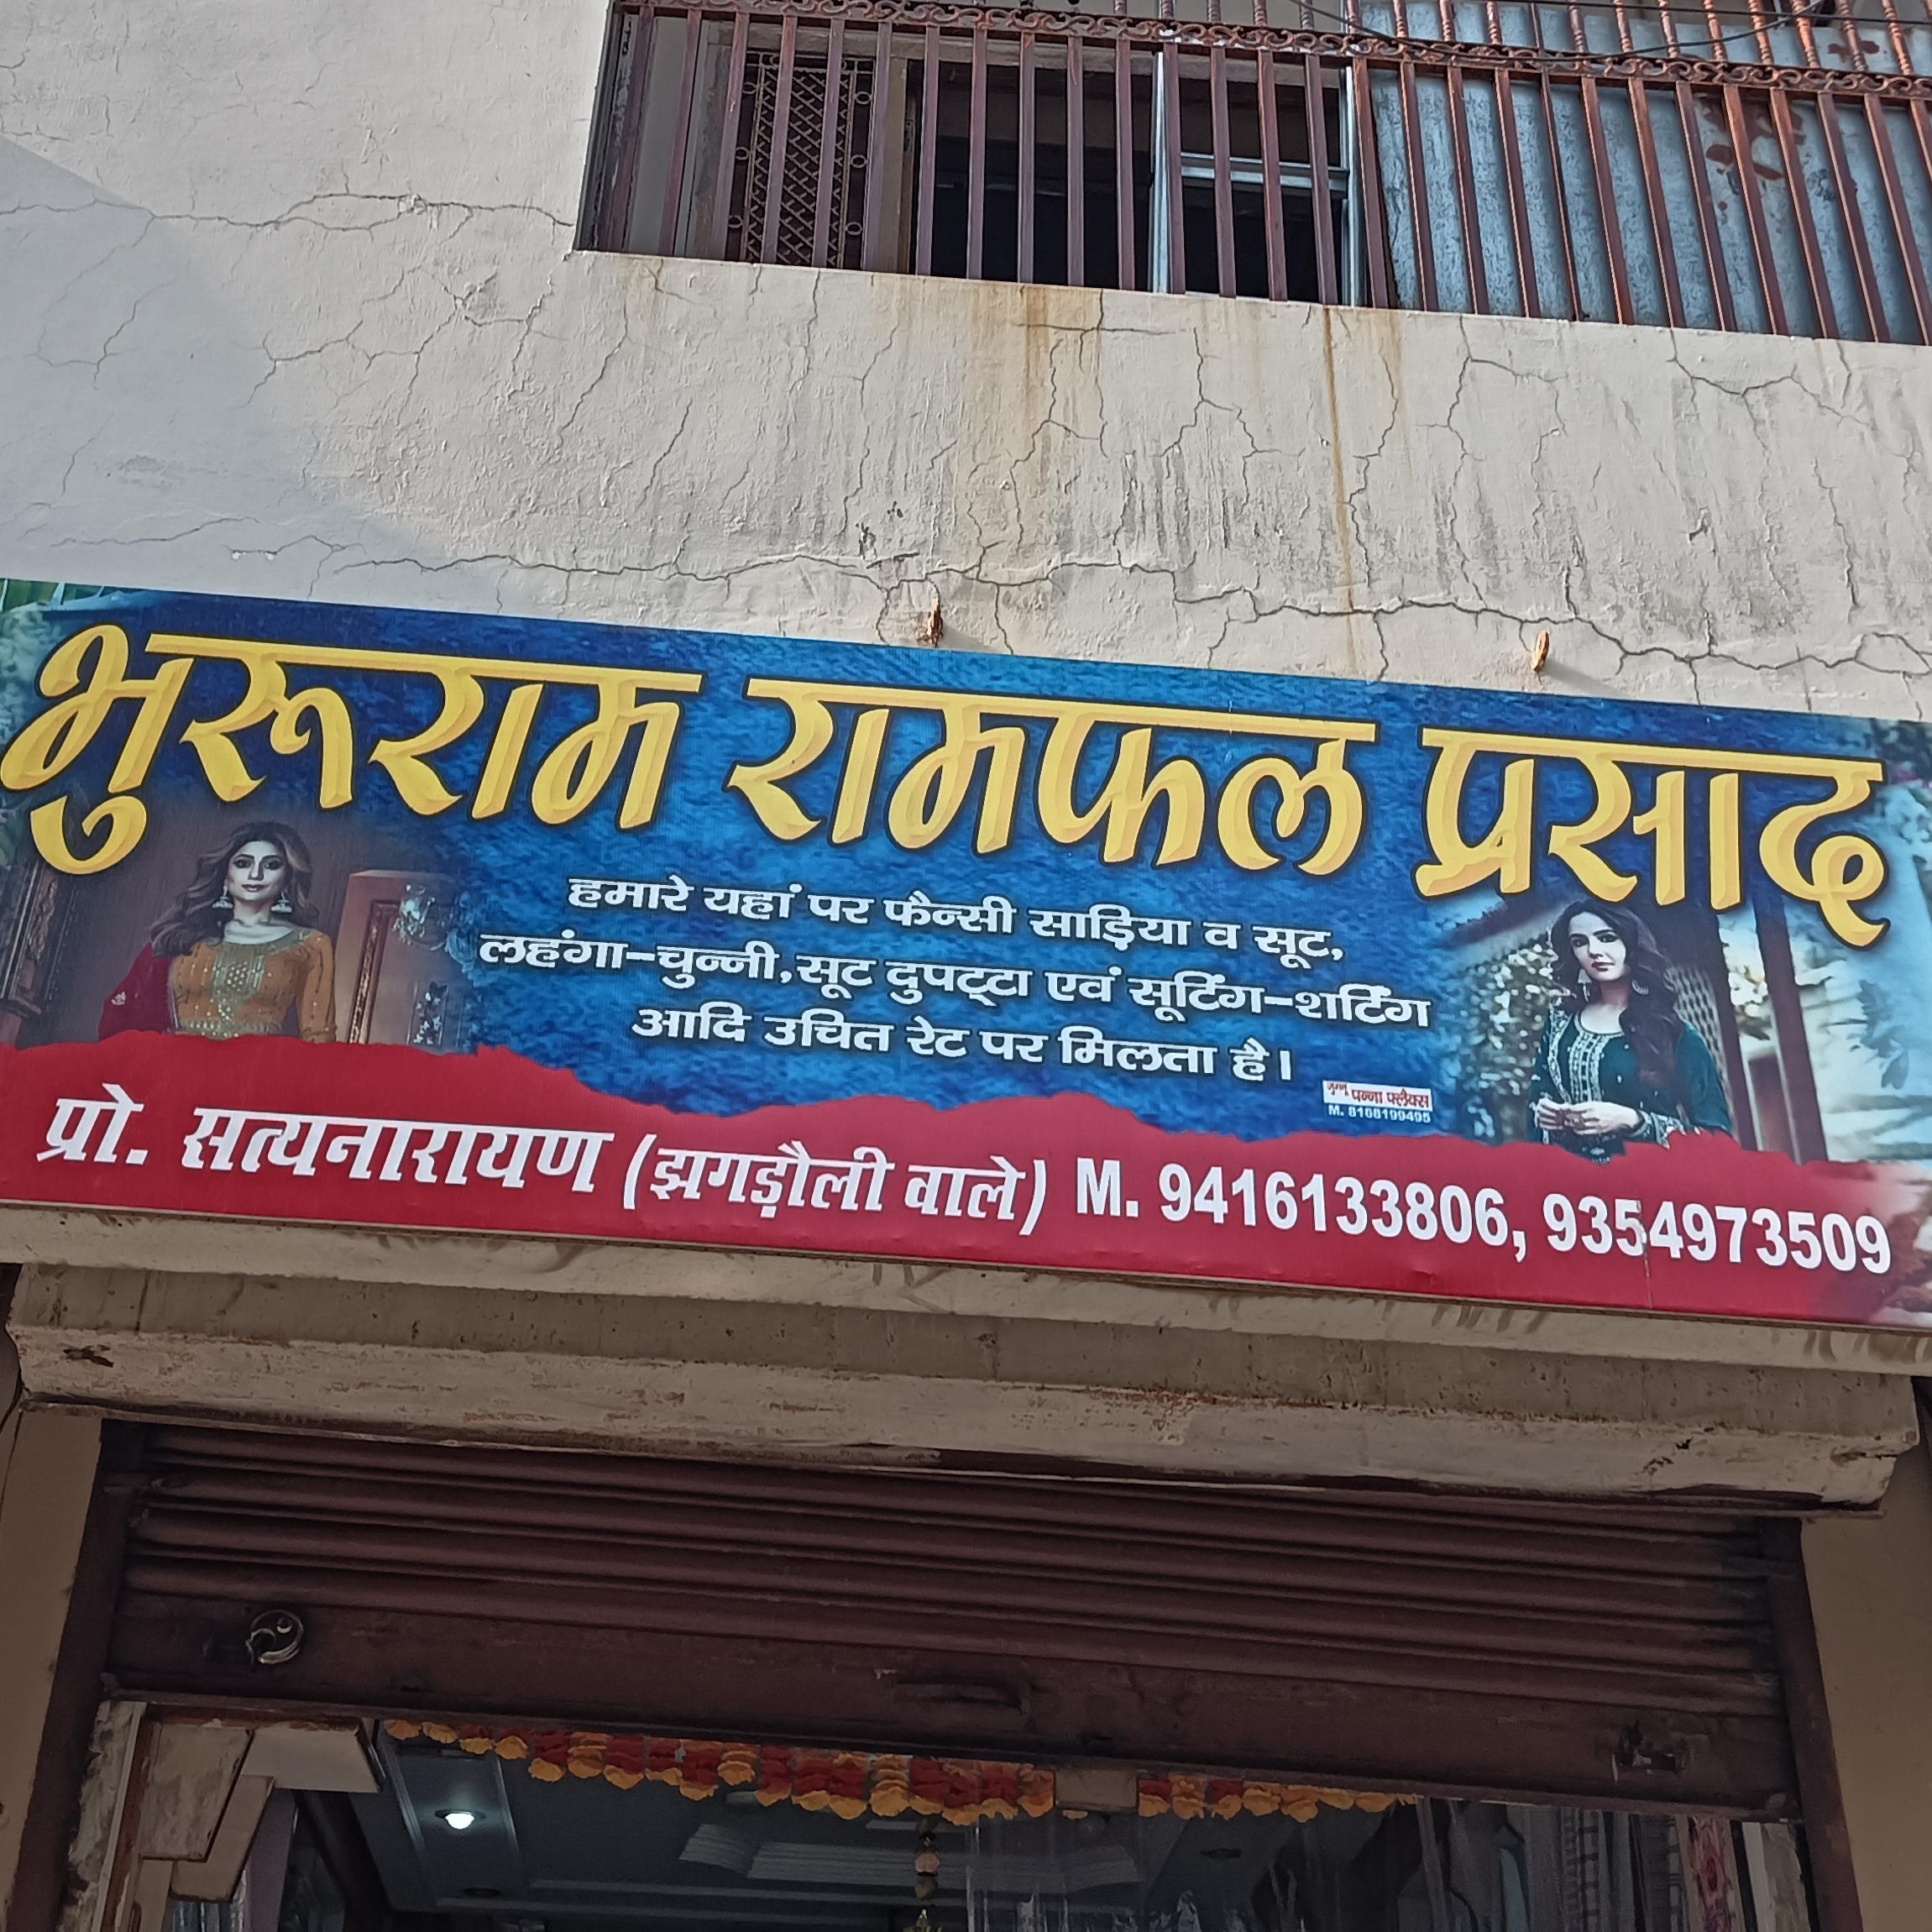 भुरूराम रामफल प्रसाद
हमारे यहां पर फैन्सी साड़िया व सूट,
लहंगा-चुन्नी,सूट दुपट्टा एवं सूटिंग-शर्टिंग
आदि उचित रेट पर मिलता है।
पन्ना फ्लैक्स
M. 8168199495
प्रो. सत्यनारायण (झगड़ौली वाले) M. 9416133806, 9354973509